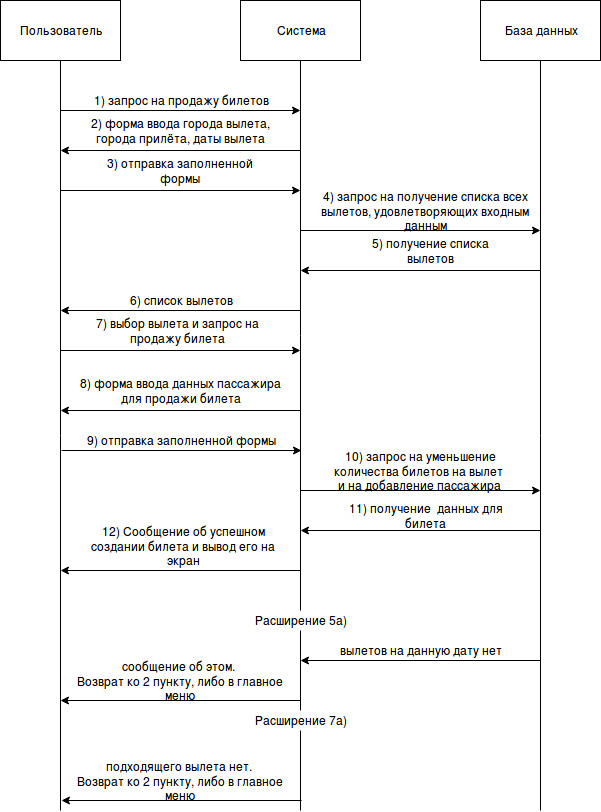 Пользователь
Система
База данных
1) запрос на продажу билетов
2) форма ввода города вылета,
города прилёта, даты вылета
3) отправка заполненной
формы
4) запрос на получение списка всех
вылетов, удовлетворяющих входным
данным
5) получение списка
вылетов
6) список вылетов
7) выбор вылета и запрос на
продажу билета
8) форма ввода данных пассажира
для продажи билета
9) отправка заполненной формы
10) запрос на уменьшение
количества билетов на вылет
и на добавление пассажира
11) получение данных для
билета
12) Сообщение об успешном
создании билета и вывод его на
экран
Расширение 5а)
вылетов на данную дату нет
сообщение об этом.
Возврат ко 2 пункту, либо в главное
меню
Расширение 7а)
подходящего вылета нет.
Возврат ко 2 пункту, либо в главное
меню